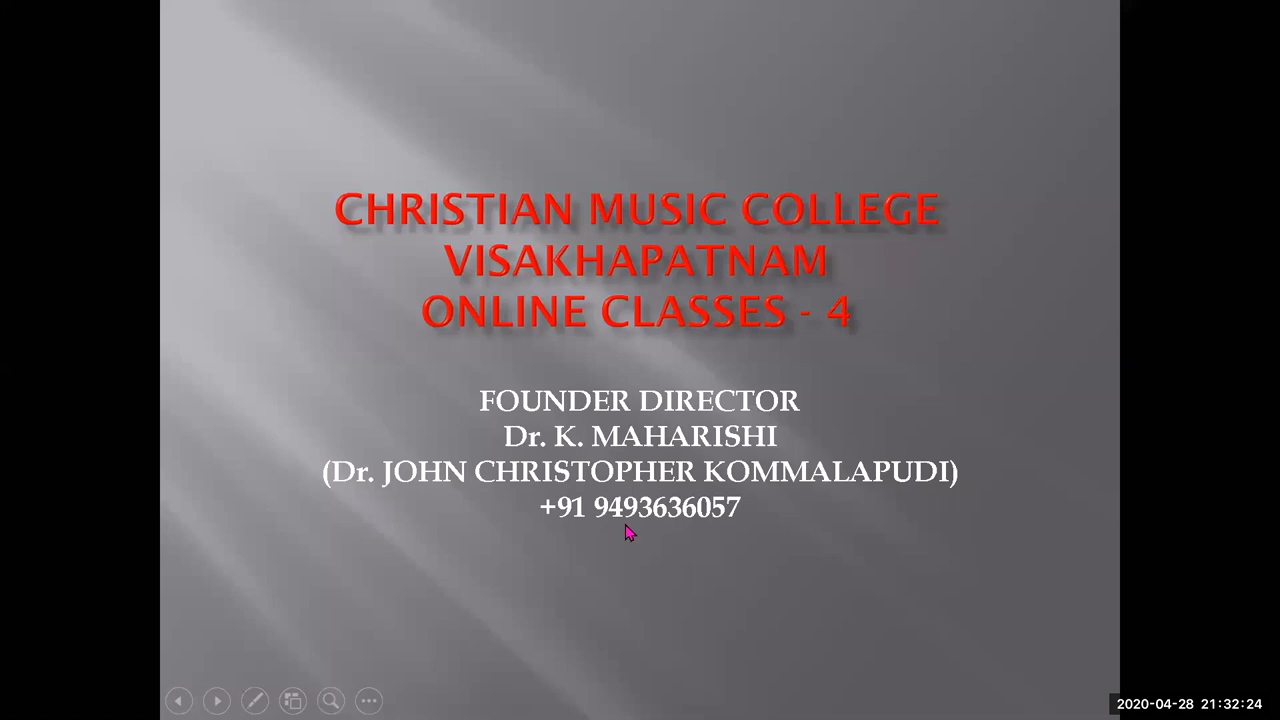 CHRISTIAN MUSIC COLLEGE
VISAKHAPATNAM
ONLINE CLASSES - 4
FOUNDER DIRECTOR
Dr. K. MAHARISHI
(Dr. JOHN CHRISTOPHER KOMMALAPUDI)
+91 9493636057
2020-04-28 21:32:24